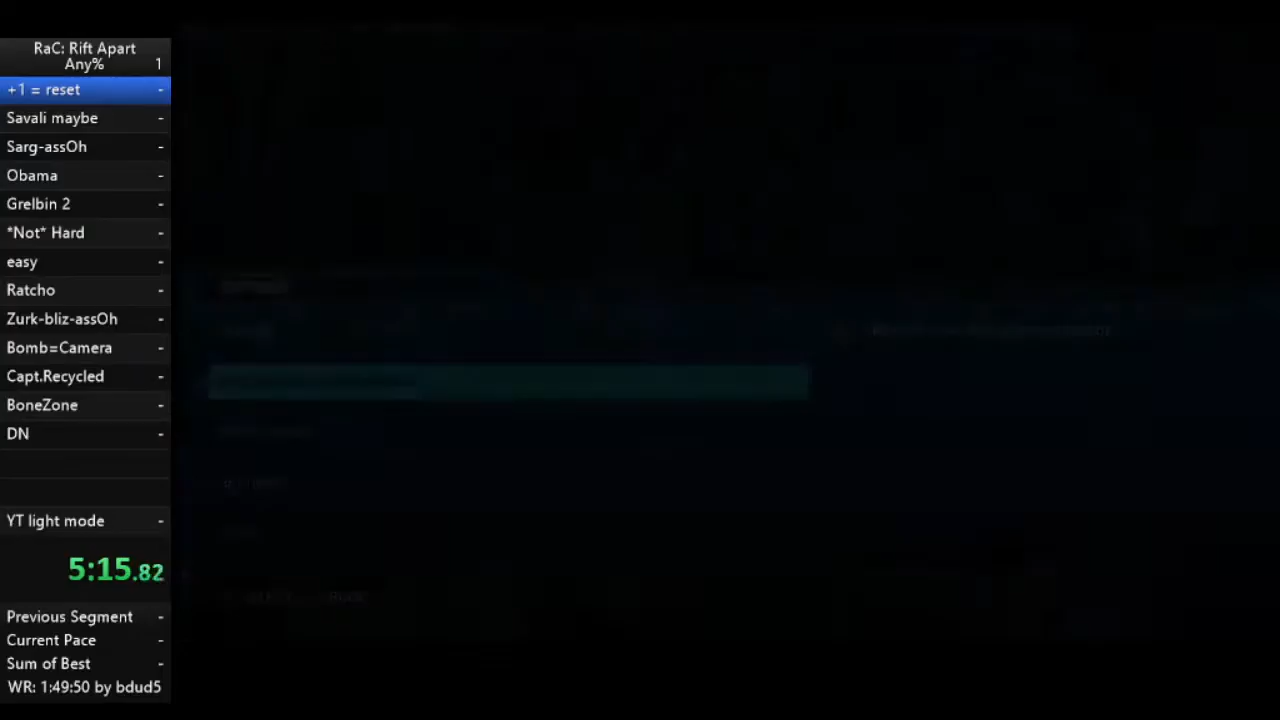 RaC: Rift Apart
Any% 1
+1 = reset -
Savali maybe -
Sarg-assOh -
Obama -
Grelbin 2 -
*Not* Hard -
easy -
Ratcho -
Zurk-bliz-assOh -
Bomb=Camera -
Capt.Recycled -
BoneZone -
DN -
YT light mode -
5:15.82
Previous Segment -
Current Pace -
Sum of Best -
WR: 1:49:50 by bdud5